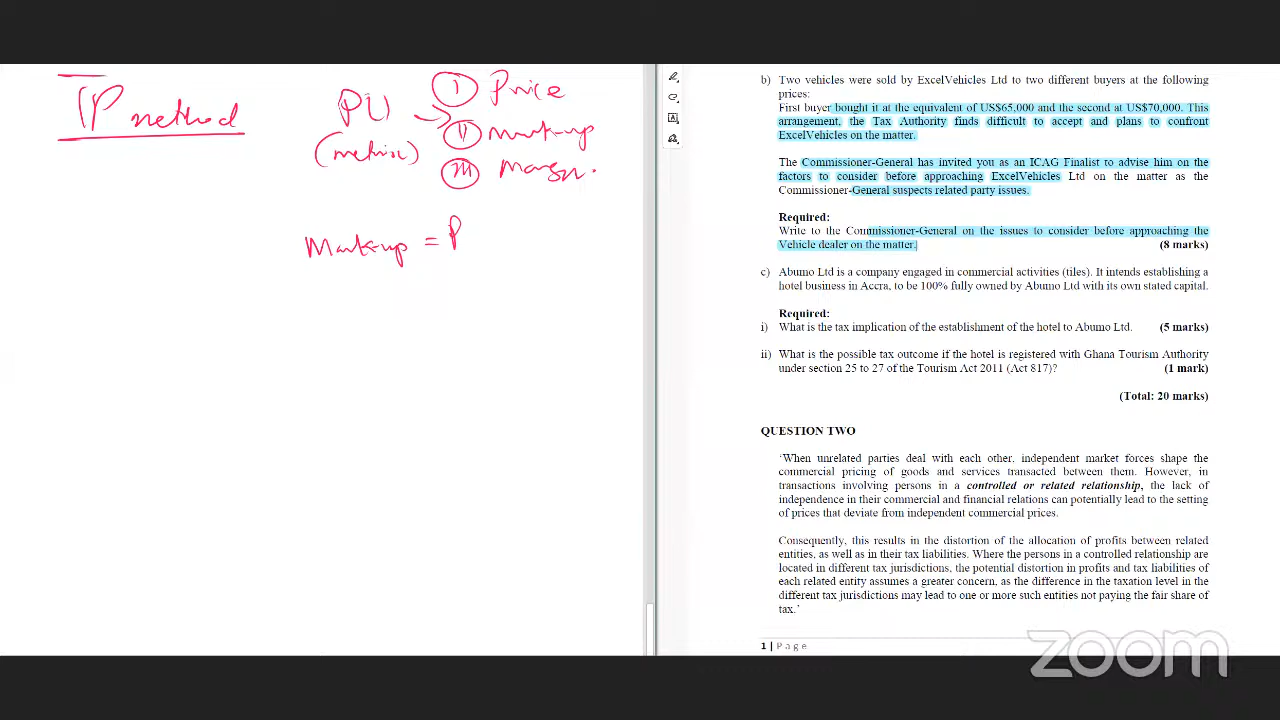 TP method
PLI
(metrix)
(I) Price
(II) mark-up
(III) Margin.
Mark-up = P
b) Two vehicles were sold by ExcelVehicles Ltd to two different buyers at the following
prices:
First buyer bought it at the equivalent of US$65,000 and the second at US$70,000. This
arrangement, the Tax Authority finds difficult to accept and plans to confront
ExcelVehicles on the matter.
The Commissioner-General has invited you as an ICAG Finalist to advise him on the
factors to consider before approaching ExcelVehicles Ltd on the matter as the
Commissioner-General suspects related party issues.
Required:
Write to the Commissioner-General on the issues to consider before approaching the
Vehicle dealer on the matter. (8 marks)
c) Abumo Ltd is a company engaged in commercial activities (tiles). It intends establishing a
hotel business in Accra, to be 100% fully owned by Abumo Ltd with its own stated capital.
Required:
i) What is the tax implication of the establishment of the hotel to Abumo Ltd. (5 marks)
ii) What is the possible tax outcome if the hotel is registered with Ghana Tourism Authority
under section 25 to 27 of the Tourism Act 2011 (Act 817)? (1 mark)
(Total: 20 marks)
QUESTION TWO
‘When unrelated parties deal with each other, independent market forces shape the
commercial pricing of goods and services transacted between them. However, in
transactions involving persons in a controlled or related relationship, the lack of
independence in their commercial and financial relations can potentially lead to the setting
of prices that deviate from independent commercial prices.
Consequently, this results in the distortion of the allocation of profits between related
entities, as well as in their tax liabilities. Where the persons in a controlled relationship are
located in different tax jurisdictions, the potential distortion in profits and tax liabilities of
each related entity assumes a greater concern, as the difference in the taxation level in the
different tax jurisdictions may lead to one or more such entities not paying the fair share of
tax.’
1 | Page
zoom